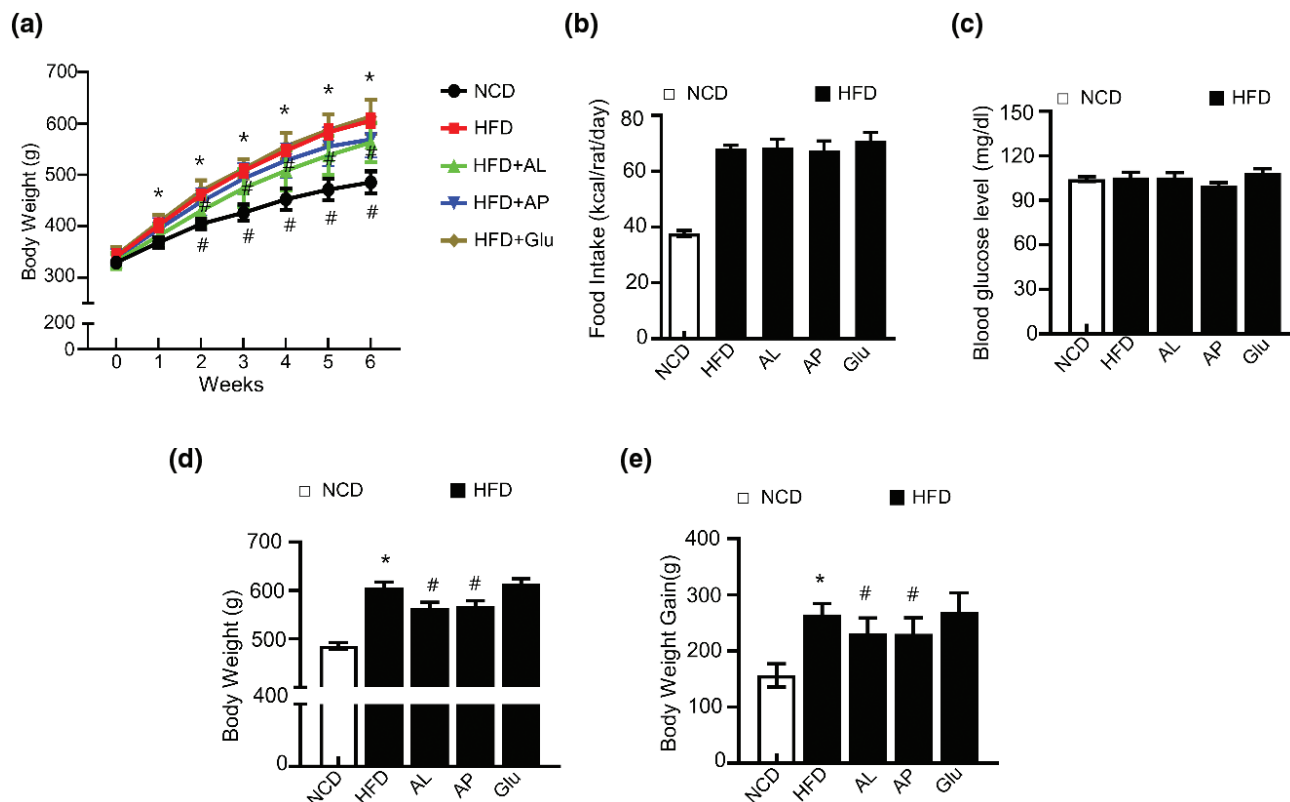 (a)
700
600
500
400
300
200
0
Body Weight (g)
* * * * * *
# # # # #
# # # # #
0 1 2 3 4 5 6
Weeks
NCD
HFD
HFD+AL
HFD+AP
HFD+Glu
(b)
NCD HFD
80
60
40
20
0
Food Intake (kcal/rat/day)
NCD HFD AL AP Glu
(c)
NCD HFD
150
120
90
60
30
0
Blood glucose level (mg/dl)
NCD HFD AL AP Glu
(d)
NCD HFD
700
600
500
400
0
Body Weight (g)
* # #
NCD HFD AL AP Glu
(e)
NCD HFD
400
300
200
100
0
Body Weight Gain(g)
* # #
NCD HFD AL AP Glu